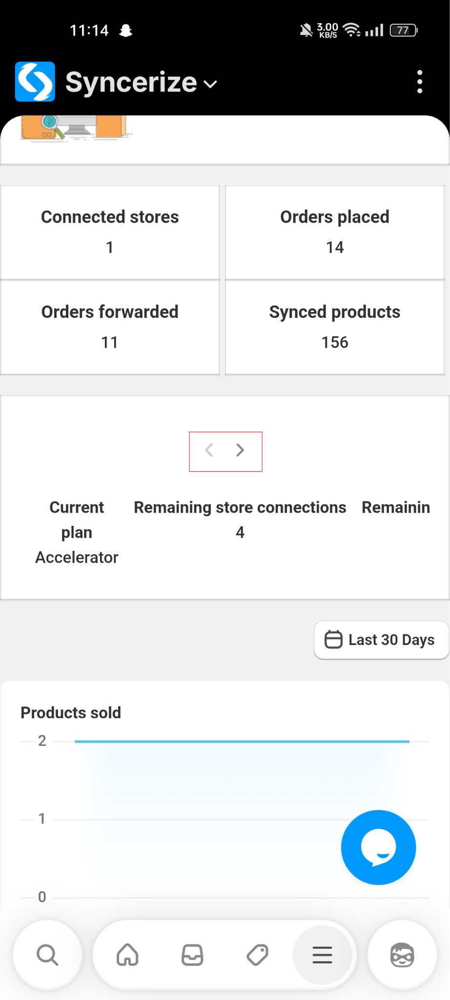 11:14
3.00
KB/S
77
Syncerize
Connected stores
1
Orders placed
14
Orders forwarded
11
Synced products
156
Current
plan
Accelerator
Remaining store connections
4
Remainin
Last 30 Days
Products sold
2
1
0